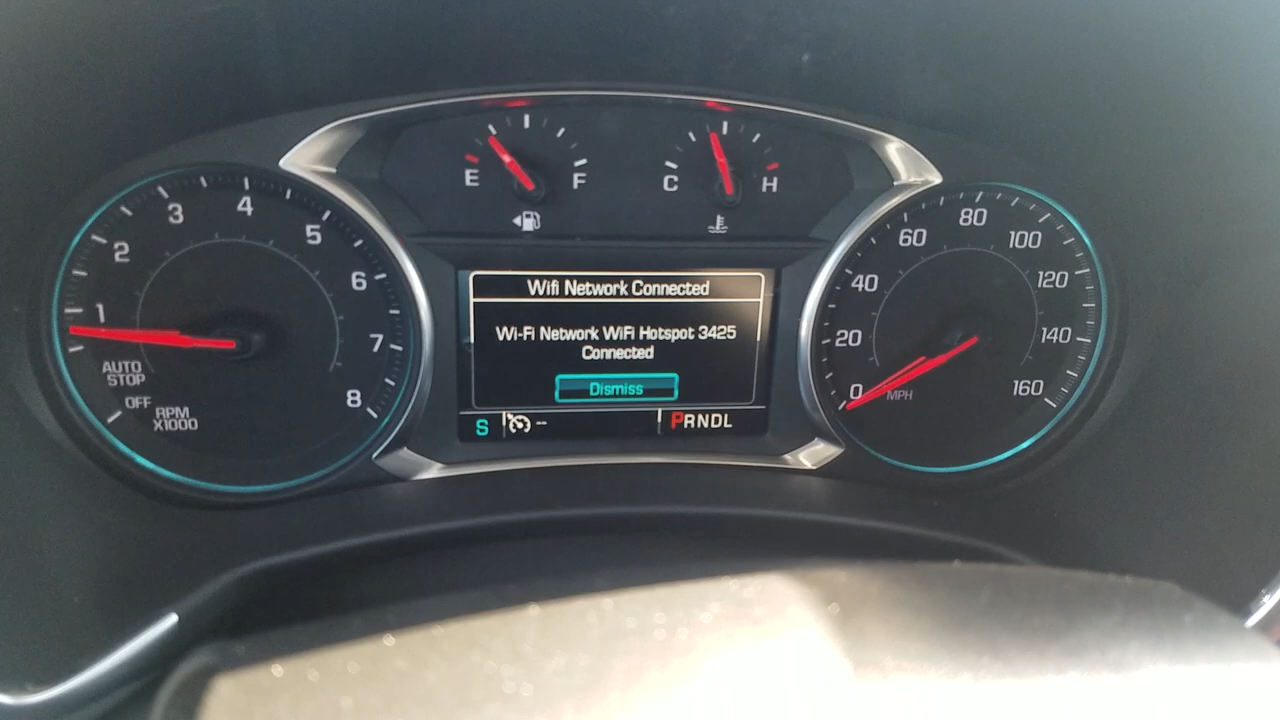 E F
C H
1 2 3 4 5 6 7 8
AUTO
STOP
OFF
RPM
X1000
Wifi Network Connected
Wi-Fi Network WiFi Hotspot 3425
Connected
Dismiss
S -- PRNDL
0 20 40 60 80 100 120 140 160
MPH